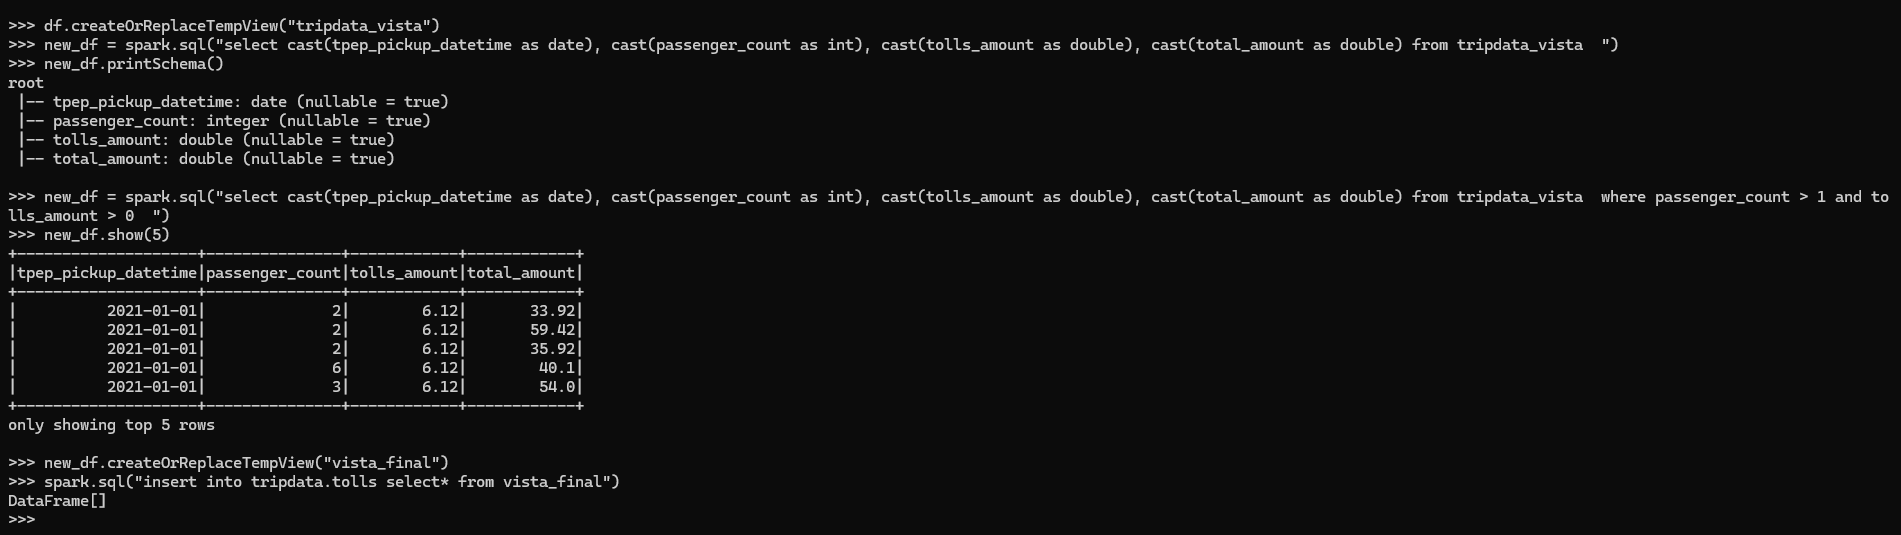 >>> df.createOrReplaceTempView("tripdata_vista")
>>> new_df = spark.sql("select cast(tpep_pickup_datetime as date), cast(passenger_count as int), cast(tolls_amount as double), cast(total_amount as double) from tripdata_vista  ")
>>> new_df.printSchema()
root
 |-- tpep_pickup_datetime: date (nullable = true)
 |-- passenger_count: integer (nullable = true)
 |-- tolls_amount: double (nullable = true)
 |-- total_amount: double (nullable = true)

>>> new_df = spark.sql("select cast(tpep_pickup_datetime as date), cast(passenger_count as int), cast(tolls_amount as double), cast(total_amount as double) from tripdata_vista  where passenger_count > 1 and to
lls_amount > 0  ")
>>> new_df.show(5)
+--------------------+---------------+------------+------------+
|tpep_pickup_datetime|passenger_count|tolls_amount|total_amount|
+--------------------+---------------+------------+------------+
|          2021-01-01|              2|        6.12|       33.92|
|          2021-01-01|              2|        6.12|       59.42|
|          2021-01-01|              2|        6.12|       35.92|
|          2021-01-01|              6|        6.12|        40.1|
|          2021-01-01|              3|        6.12|        54.0|
+--------------------+---------------+------------+------------+
only showing top 5 rows

>>> new_df.createOrReplaceTempView("vista_final")
>>> spark.sql("insert into tripdata.tolls select* from vista_final")
DataFrame[]
>>>